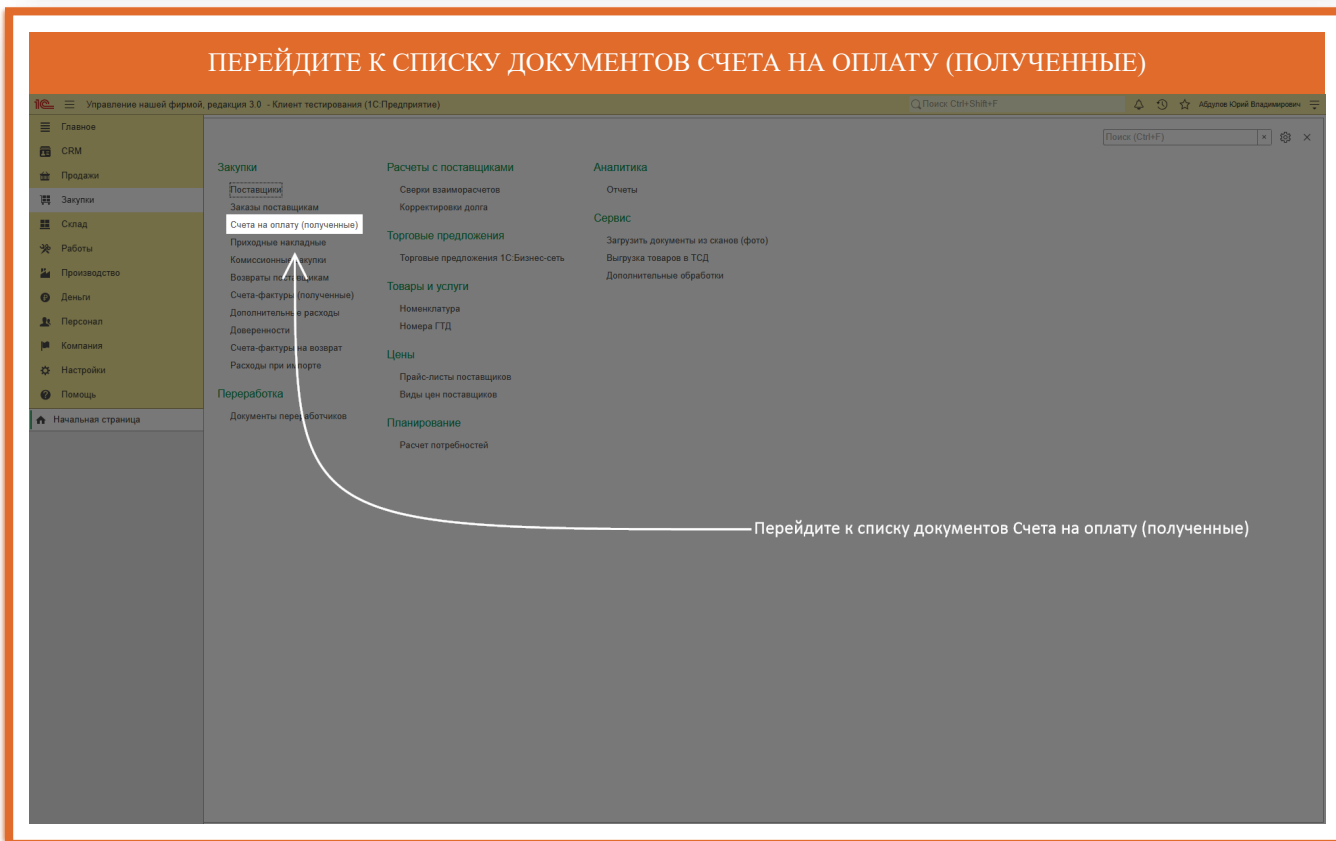 ПЕРЕЙДИТЕ К СПИСКУ ДОКУМЕНТОВ СЧЕТА НА ОПЛАТУ (ПОЛУЧЕННЫЕ)
1С Управление нашей фирмой, редакция 3.0 - Клиент тестирования (1С:Предприятие) Поиск Ctrl+Shift+F Абдулов Юрий Владимирович
Главное
CRM
Продажи
Закупки
Склад
Работы
Производство
Деньги
Персонал
Компания
Настройки
Помощь
Начальная страница
Поиск (Ctrl+F)
Закупки
Поставщики
Заказы поставщикам
Счета на оплату (полученные)
Приходные накладные
Комиссионные закупки
Возвраты поставщикам
Счета-фактуры (полученные)
Дополнительные расходы
Доверенности
Счета-фактуры на возврат
Расходы при импорте
Переработка
Документы переработчиков
Расчеты с поставщиками
Сверки взаиморасчетов
Корректировки долга
Торговые предложения
Торговые предложения 1С:Бизнес-сеть
Товары и услуги
Номенклатура
Номера ГТД
Цены
Прайс-листы поставщиков
Виды цен поставщиков
Планирование
Расчет потребностей
Аналитика
Отчеты
Сервис
Загрузить документы из сканов (фото)
Выгрузка товаров в ТСД
Дополнительные обработки
Перейдите к списку документов Счета на оплату (полученные)